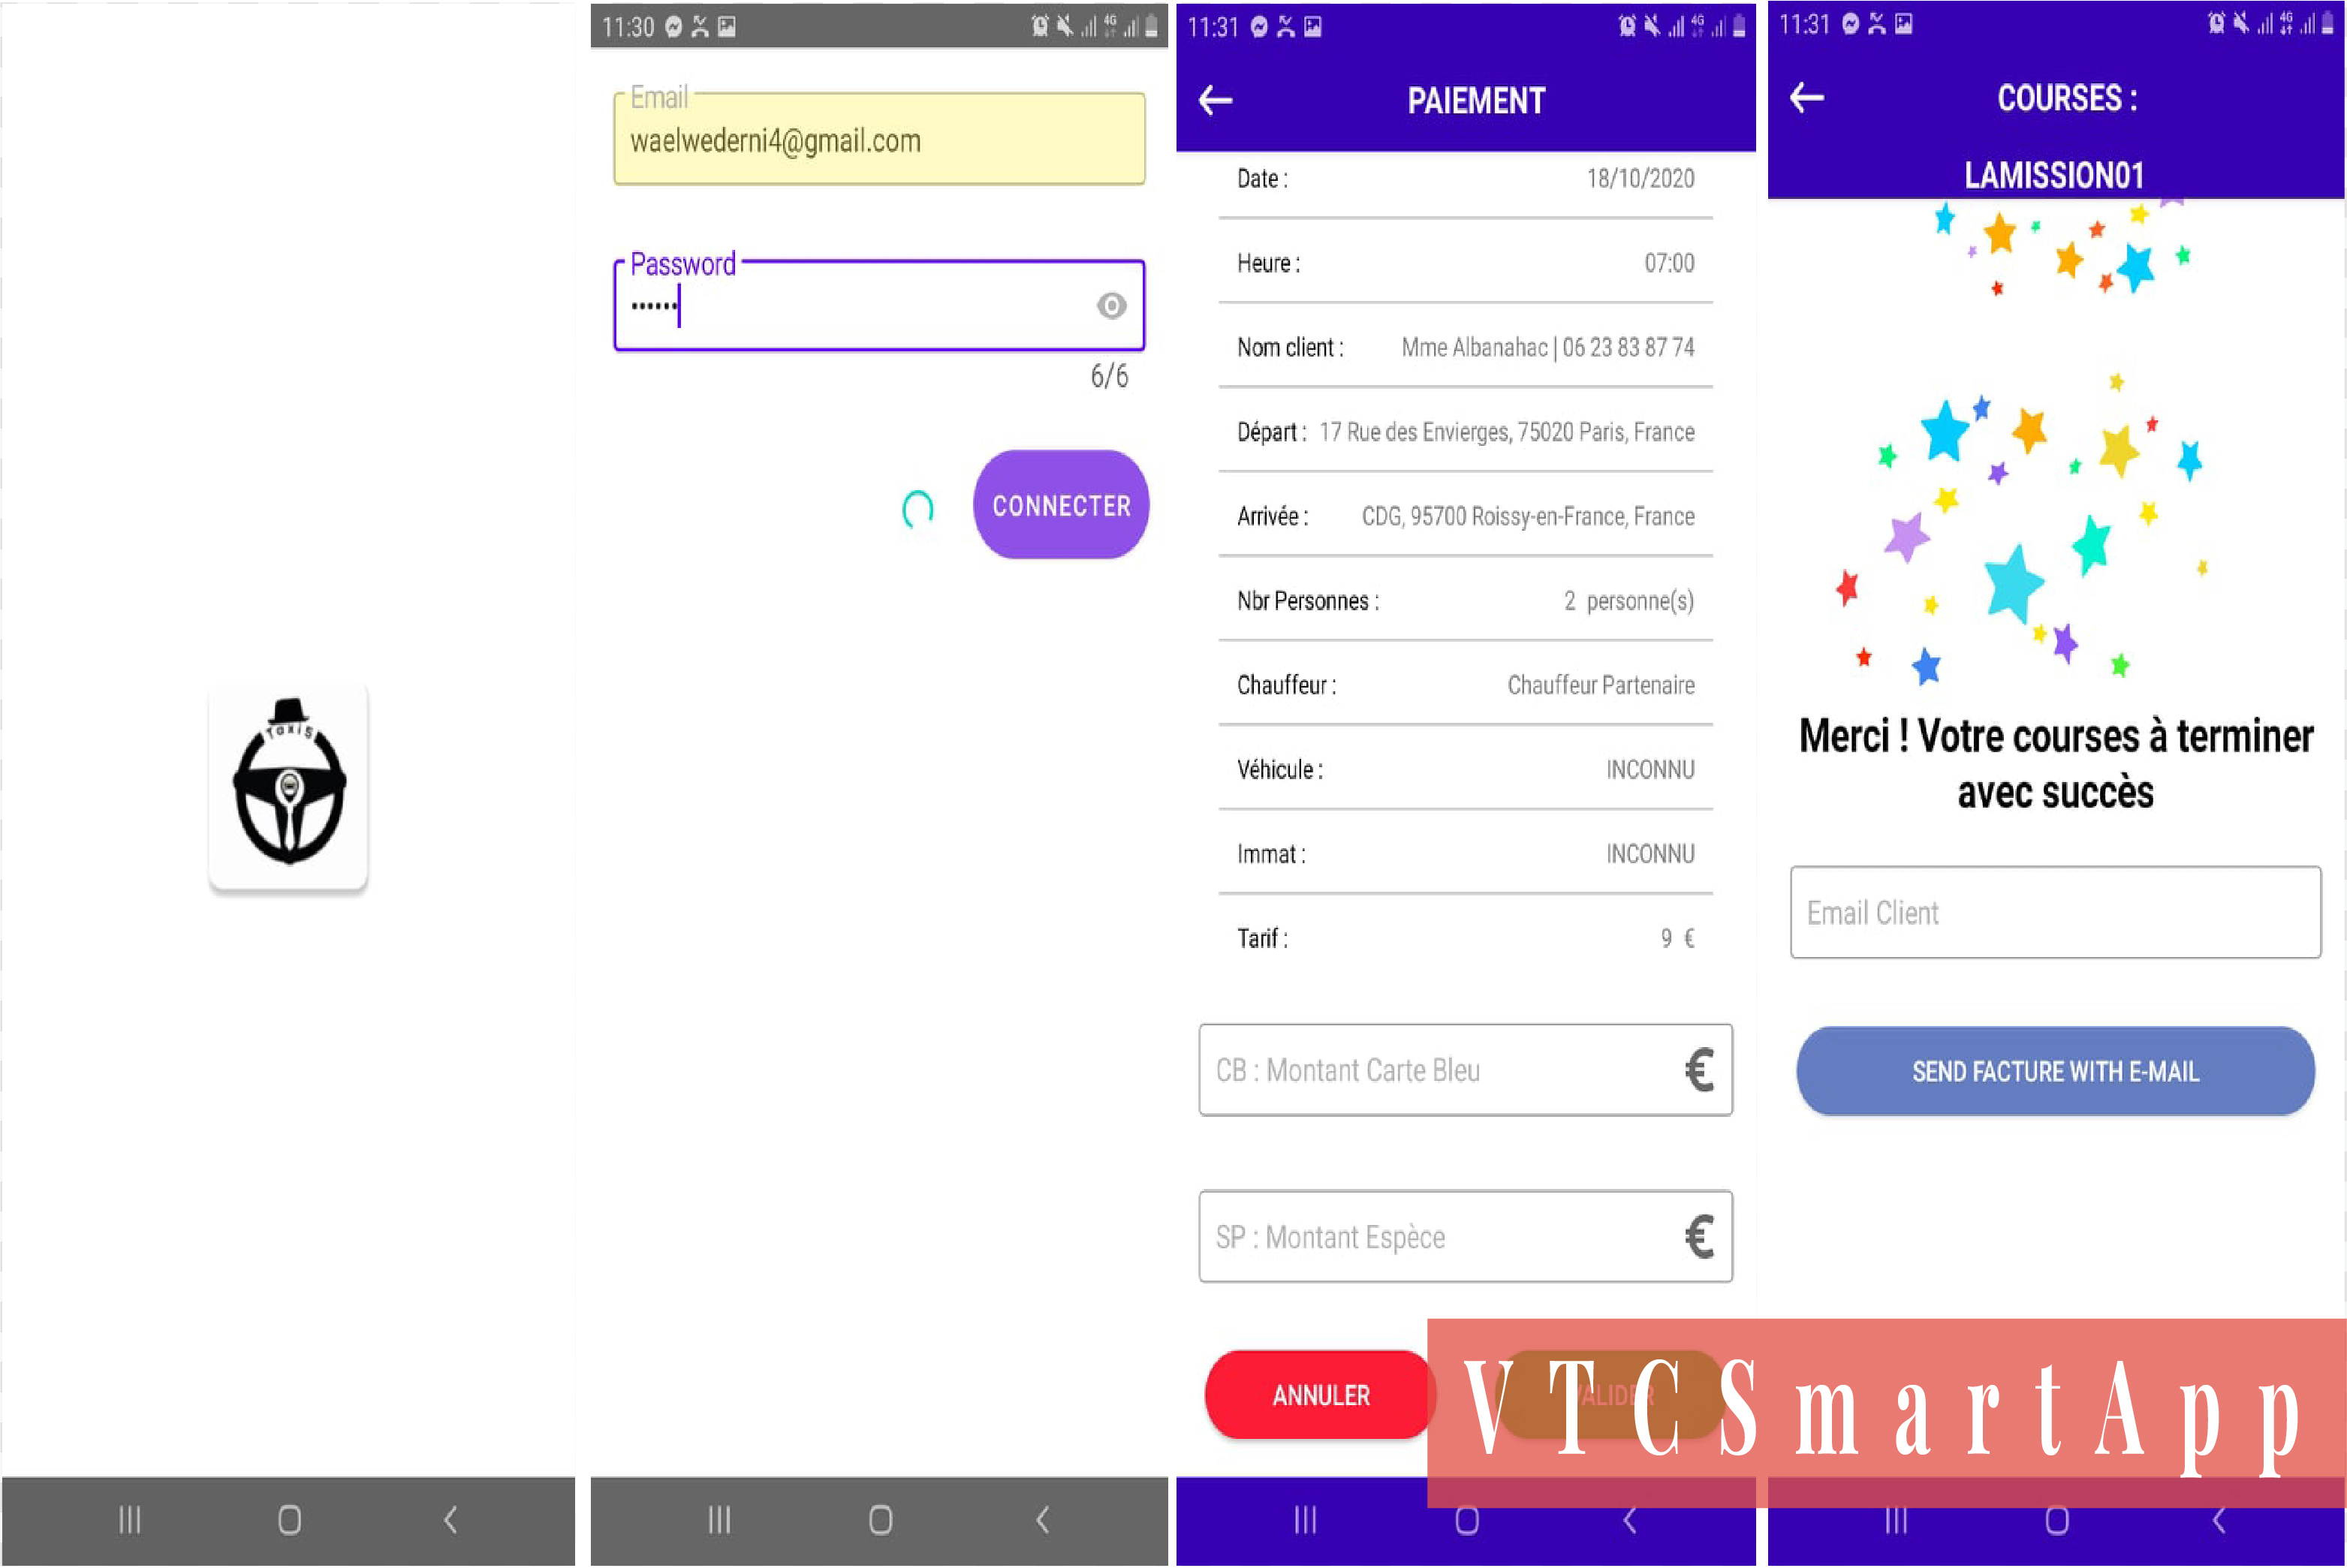 Taxi5
11:30
4G
Email
waelwederni4@gmail.com
Password
••••••
6/6
CONNECTER
11:31
4G
PAIEMENT
Date : 18/10/2020
Heure : 07:00
Nom client : Mme Albanahac | 06 23 83 87 74
Départ : 17 Rue des Envierges, 75020 Paris, France
Arrivée : CDG, 95700 Roissy-en-France, France
Nbr Personnes : 2 personne(s)
Chauffeur : Chauffeur Partenaire
Véhicule : INCONNU
Immat : INCONNU
Tarif : 9 €
CB : Montant Carte Bleu €
SP : Montant Espèce €
ANNULER
VALIDER
11:31
4G
COURSES :
LAMISSION01
Merci ! Votre courses à terminer
avec succès
Email Client
SEND FACTURE WITH E-MAIL
VTCSmartApp